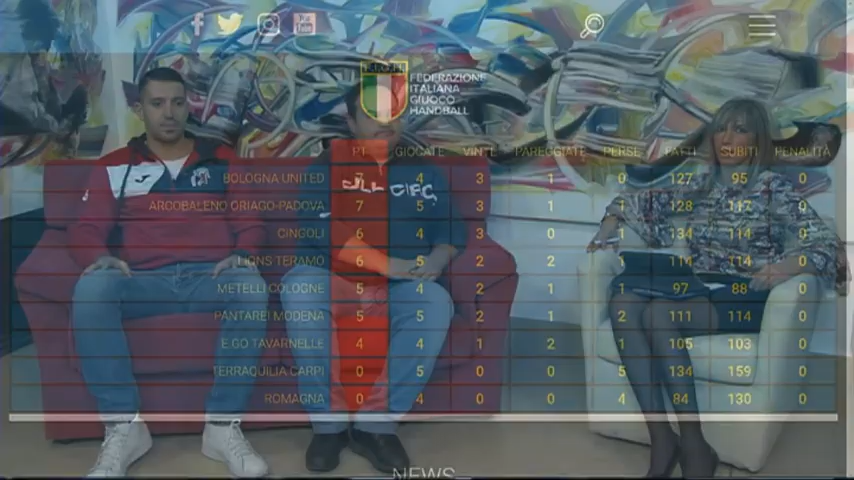 You Tube
F.I.G.H.
FEDERAZIONE
ITALIANA
GIUOCO
HANDBALL
PT GIOCATE VINTE PAREGGIATE PERSE FATTI SUBITI PENALITÀ
BOLOGNA UNITED 7 4 3 1 0 127 95 0
ARCOBALENO ORIAGO-PADOVA 7 5 3 1 1 128 117 0
CINGOLI 6 4 3 0 1 134 114 0
LIONS TERAMO 6 5 2 2 1 114 114 0
METELLI COLOGNE 5 4 2 1 1 97 88 0
PANTAREI MODENA 5 5 2 1 2 111 114 0
E.GO TAVARNELLE 4 4 1 2 1 105 103 0
TERRAQUILIA CARPI 0 5 0 0 5 134 159 0
ROMAGNA 0 4 0 0 4 84 130 0
NEWS